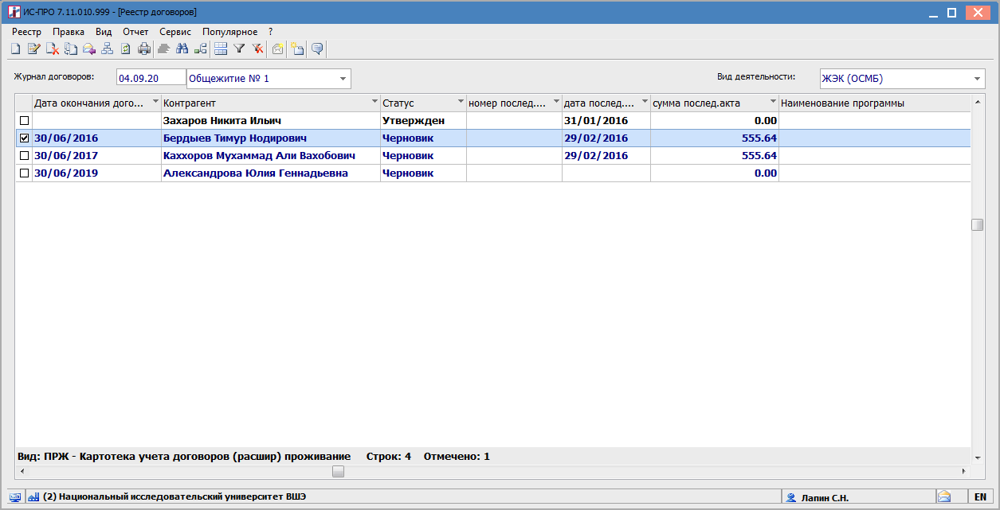 ИС-ПРО 7.11.010.999 - [Реестр договоров]
Реестр Правка Вид Отчет Сервис Популярное ?
Журнал договоров: 04.09.20 Общежитие № 1 Вид деятельности: ЖЭК (ОСМБ)
Дата окончания дого... Контрагент Статус номер послед.... дата послед.... сумма послед.акта Наименование программы
Захаров Никита Ильич Утвержден 31/01/2016 0.00
30/06/2016 Бердыев Тимур Нодирович Черновик 29/02/2016 555.64
30/06/2017 Каххоров Мухаммад Али Вахобович Черновик 29/02/2016 555.64
30/06/2019 Александрова Юлия Геннадьевна Черновик 0.00
Вид: ПРЖ - Картотека учета договоров (расшир) проживание Строк: 4 Отмечено: 1
(2) Национальный исследовательский университет ВШЭ Лапин С.Н. EN